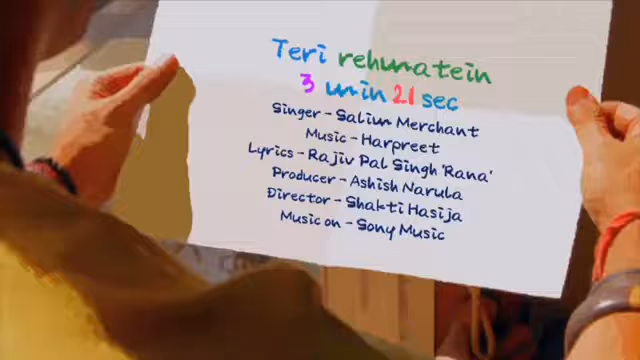 Teri rehmatein
3 min 21 sec
Singer - Salim Merchant
Music - Harpreet
Lyrics - Rajiv Pal Singh 'Rana'
Producer - Ashish Narula
Director - Shakti Hasija
Music on - Sony Music